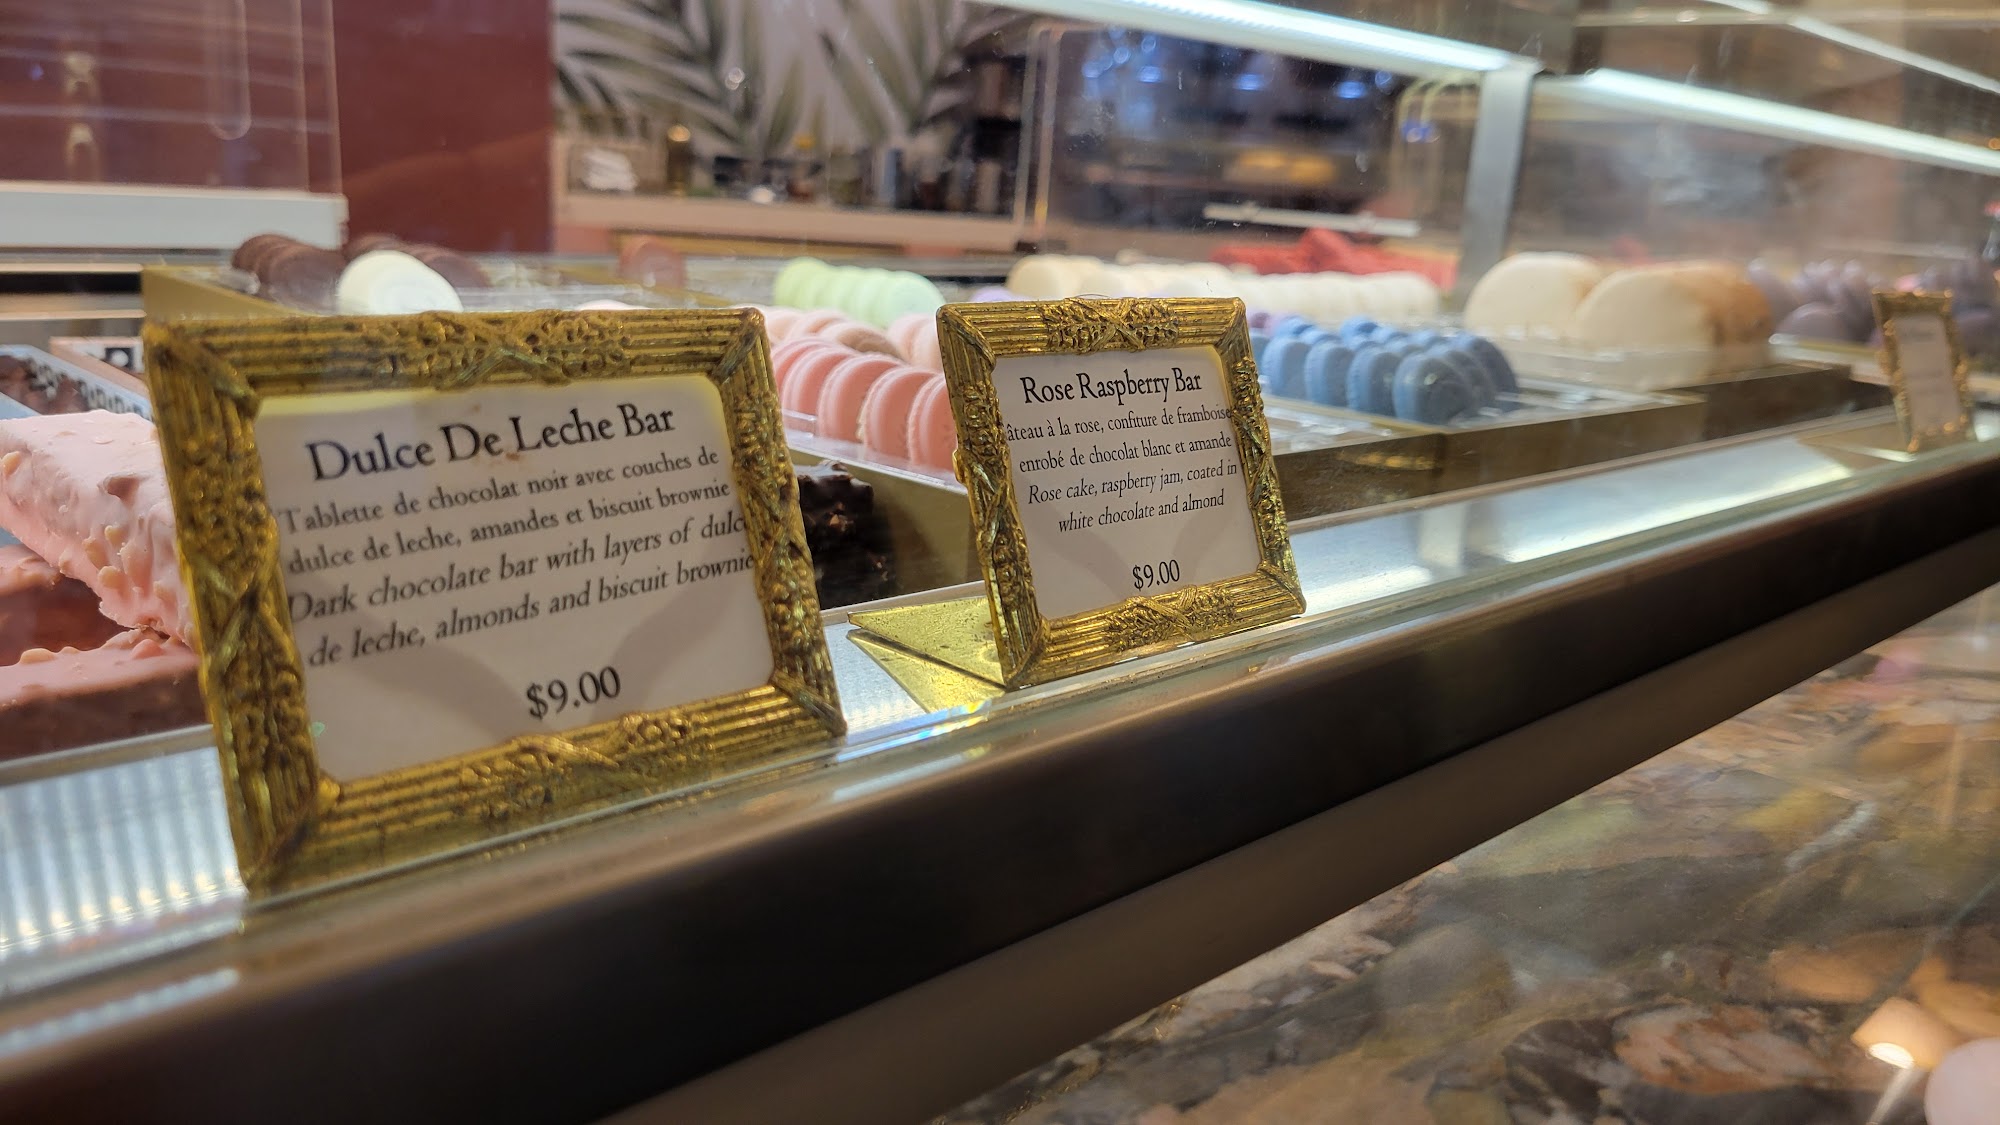 Dulce De Leche Bar
Tablette de chocolat noir avec couches de
dulce de leche, amandes et biscuit brownie
Dark chocolate bar with layers of dulce
de leche, almonds and biscuit brownie
$9.00
Rose Raspberry Bar
âteau à la rose, confiture de framboise
enrobé de chocolat blanc et amande
Rose cake, raspberry jam, coated in
white chocolate and almond
$9.00